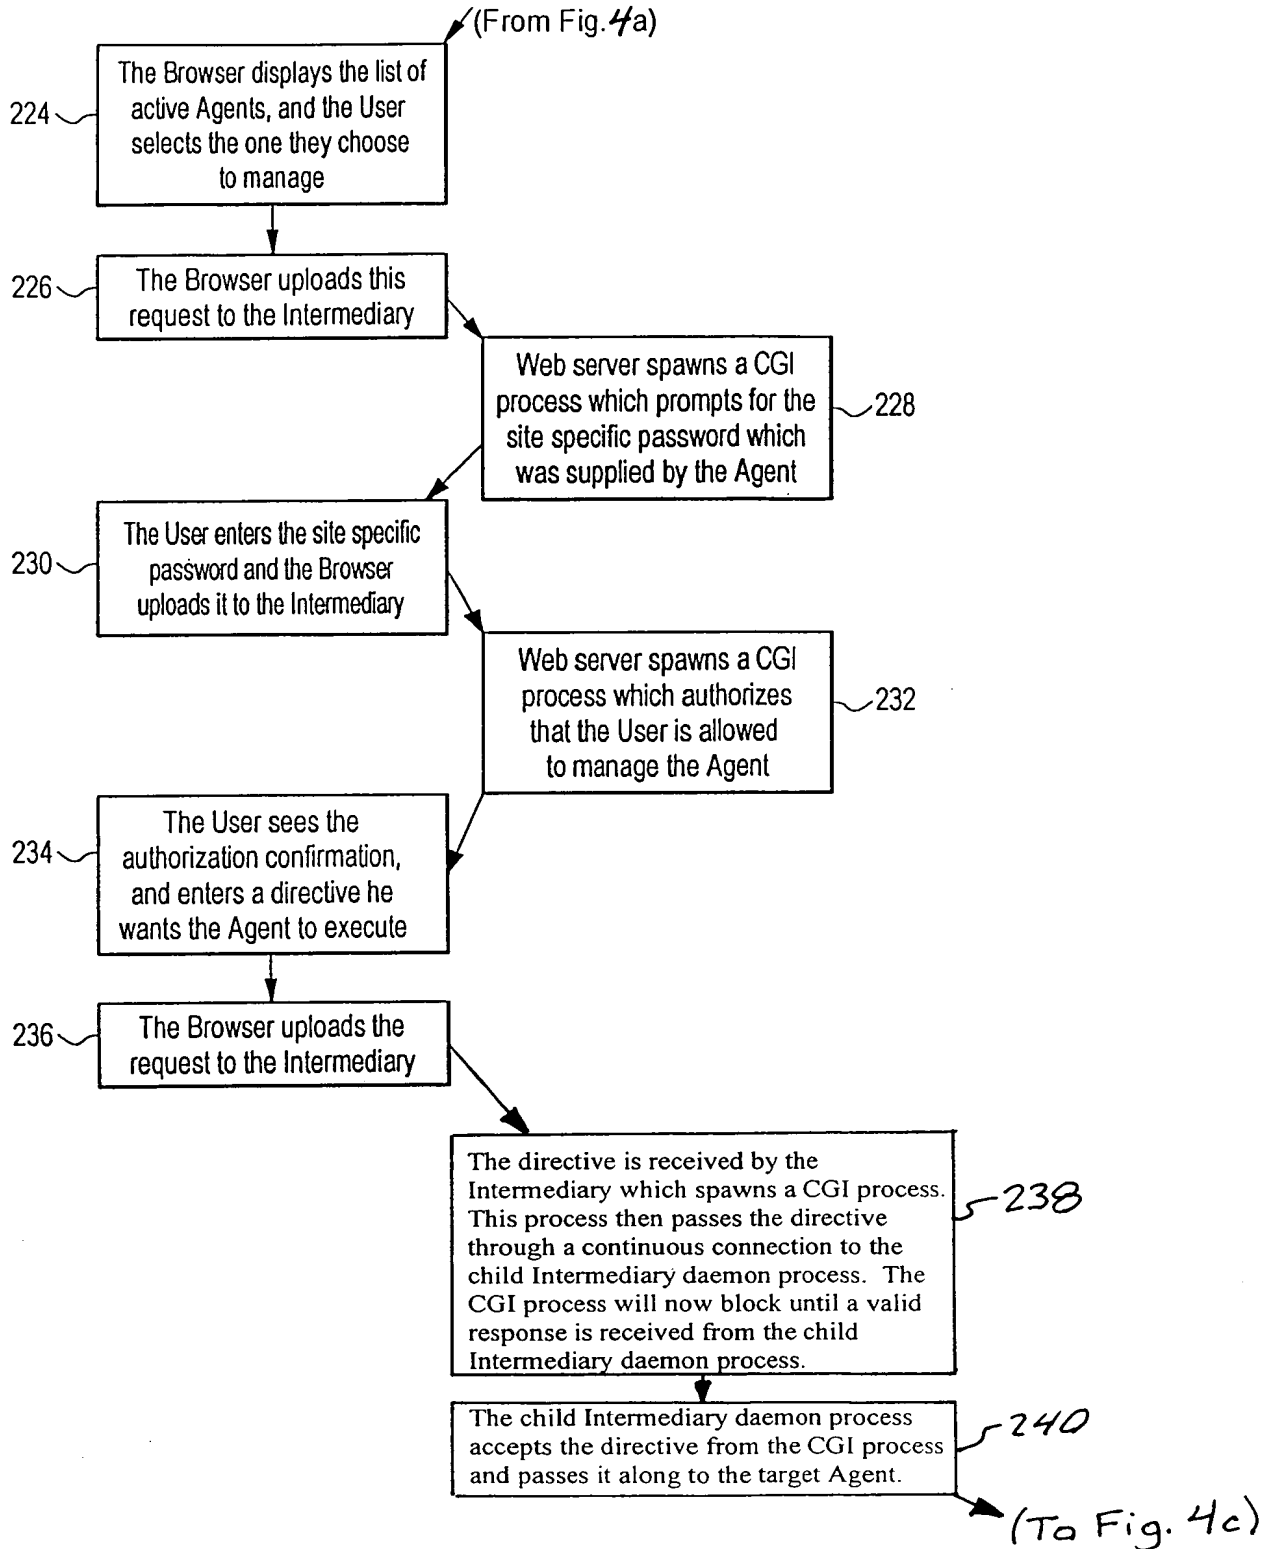 (From Fig. 4a)
The Browser displays the list of
active Agents, and the User
selects the one they choose
to manage
224
The Browser uploads this
request to the Intermediary
226
Web server spawns a CGI
process which prompts for the
site specific password which
was supplied by the Agent
228
The User enters the site specific
password and the Browser
uploads it to the Intermediary
230
Web server spawns a CGI
process which authorizes
that the User is allowed
to manage the Agent
232
The User sees the
authorization confirmation,
and enters a directive he
wants the Agent to execute
234
The Browser uploads the
request to the Intermediary
236
The directive is received by the
Intermediary which spawns a CGI process.
This process then passes the directive
through a continuous connection to the
child Intermediary daemon process. The
CGI process will now block until a valid
response is received from the child
Intermediary daemon process.
238
The child Intermediary daemon process
accepts the directive from the CGI process
and passes it along to the target Agent.
240
(To Fig. 4c)